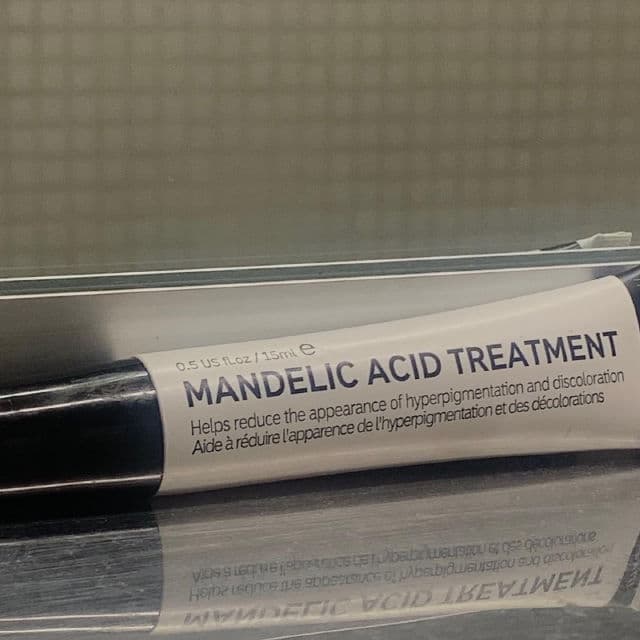 0.5 US fl.oz / 15ml ℮
MANDELIC ACID TREATMENT
Helps reduce the appearance of hyperpigmentation and discoloration
Aide à réduire l'apparence de l'hyperpigmentation et des décolorations